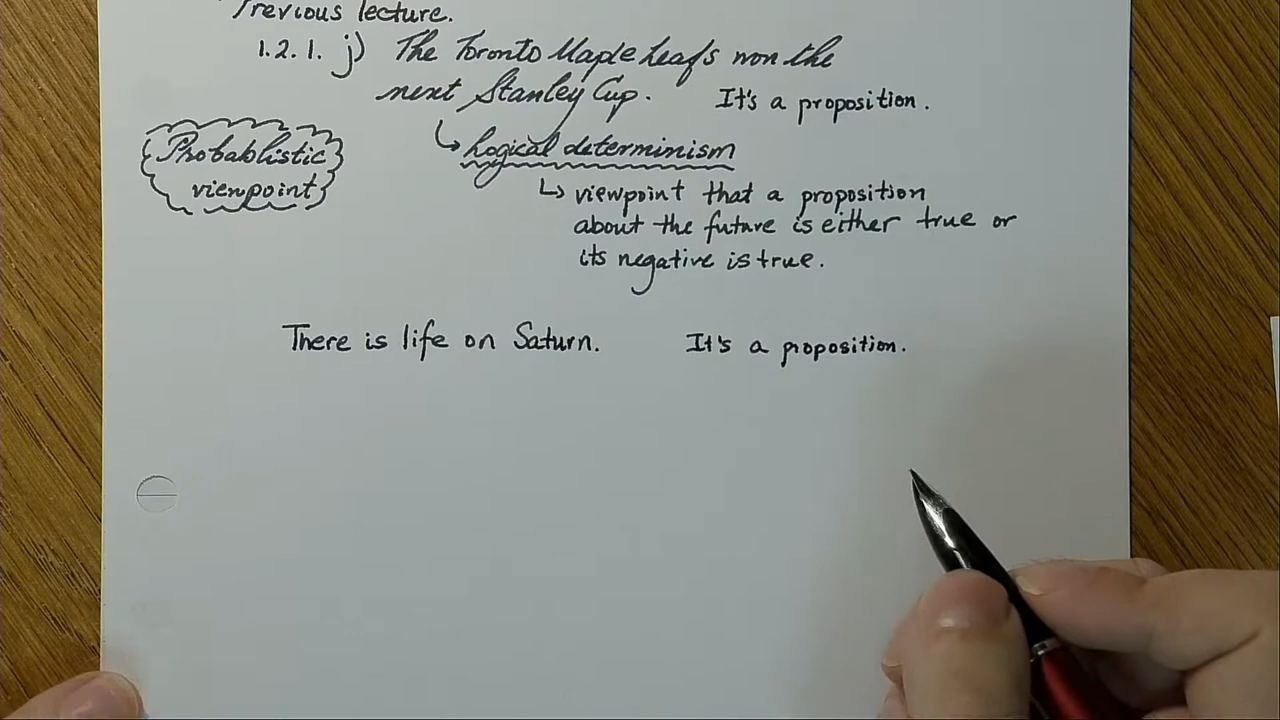 Previous lecture.
1.2.1. j) The Toronto Maple Leafs won the
next Stanley Cup. It's a proposition.
Probablistic
viewpoint
↳ Logical determinism
↳ viewpoint that a proposition
about the future is either true or
its negative is true.
There is life on Saturn. It's a proposition.